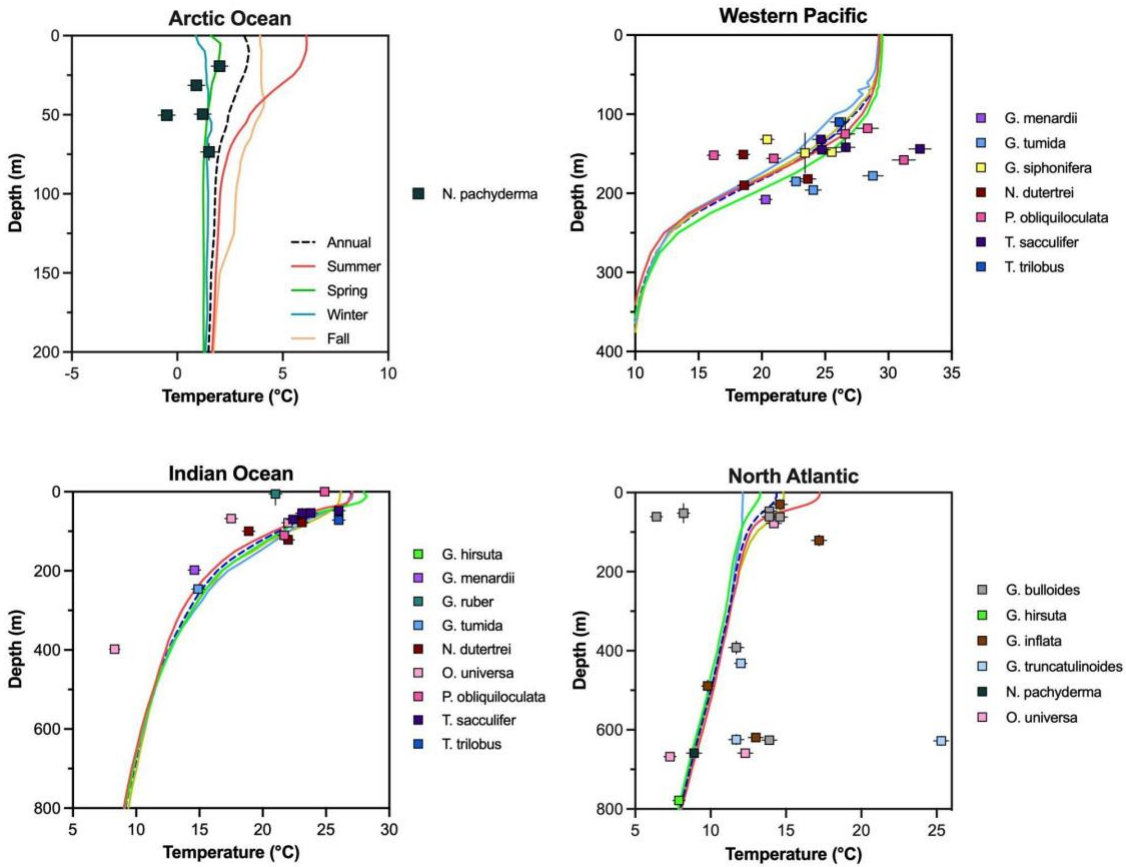 Arctic Ocean
0
50
100
150
200
Depth (m)
-5
0
5
10
Temperature (°C)
Annual
Summer
Spring
Winter
Fall
N. pachyderma
Western Pacific
0
100
200
300
400
Depth (m)
10
15
20
25
30
35
Temperature (°C)
G. menardii
G. tumida
G. siphonifera
N. dutertrei
P. obliquiloculata
T. sacculifer
T. trilobus
Indian Ocean
0
200
400
600
800
Depth (m)
5
10
15
20
25
30
Temperature (°C)
G. hirsuta
G. menardii
G. ruber
G. tumida
N. dutertrei
O. universa
P. obliquiloculata
T. sacculifer
T. trilobus
North Atlantic
0
200
400
600
800
Depth (m)
5
10
15
20
25
Temperature (°C)
G. bulloides
G. hirsuta
G. inflata
G. truncatulinoides
N. pachyderma
O. universa